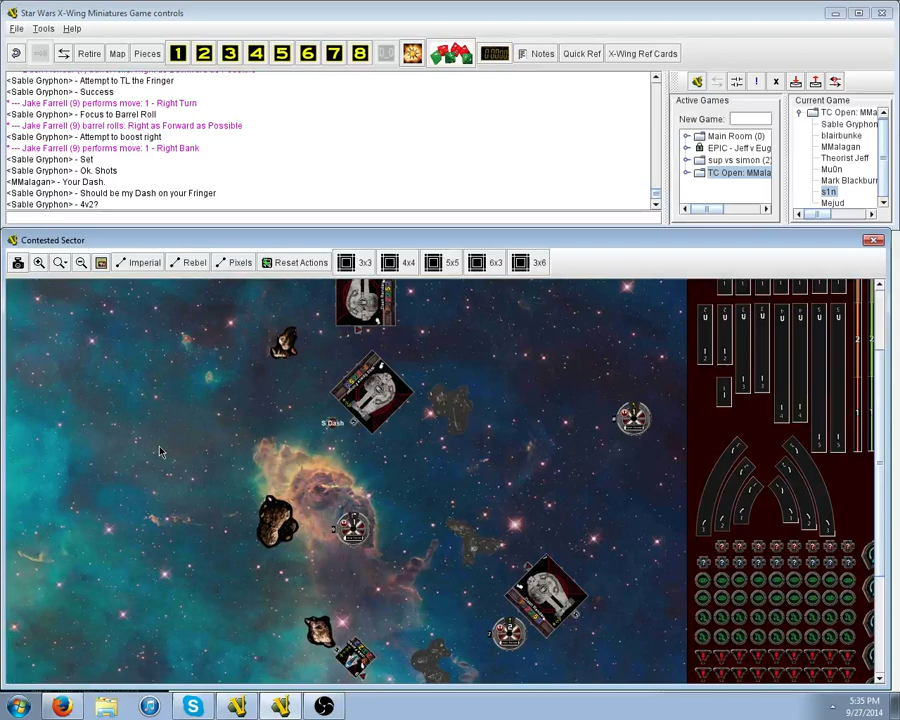 Star Wars X-Wing Miniatures Game controls
File Tools Help
Retire Map Pieces 1 2 3 4 5 6 7 8 Notes Quick Ref X-Wing Ref Cards
<Sable Gryphon> - Attempt to TL the Fringer
<Sable Gryphon> - Success
* --- Jake Farrell (9) performs move: 1 - Right Turn
<Sable Gryphon> - Focus to Barrel Roll
* --- Jake Farrell (9) barrel rolls: Right as Forward as Possible
<Sable Gryphon> - Attempt to boost right
* --- Jake Farrell (9) performs move: 1 - Right Bank
<Sable Gryphon> - Set
<Sable Gryphon> - Ok. Shots
<MMalagan> - Your Dash.
<Sable Gryphon> - Should be my Dash on your Fringer
<Sable Gryphon> - 4v2?
! x
Active Games
New Game:
Main Room (0)
EPIC - Jeff v Eug
sup vs simon (2)
TC Open: MMala
Current Game
TC Open: MMa
Sable Gryphon
blairbunke
MMalagan
Theorist Jeff
Mu0n
Mark Blackburn
s1n
Mejud
Contested Sector
Imperial Rebel Pixels Reset Actions 3x3 4x4 5x5 6x3 3x6
S Dash
5:35 PM
9/27/2014